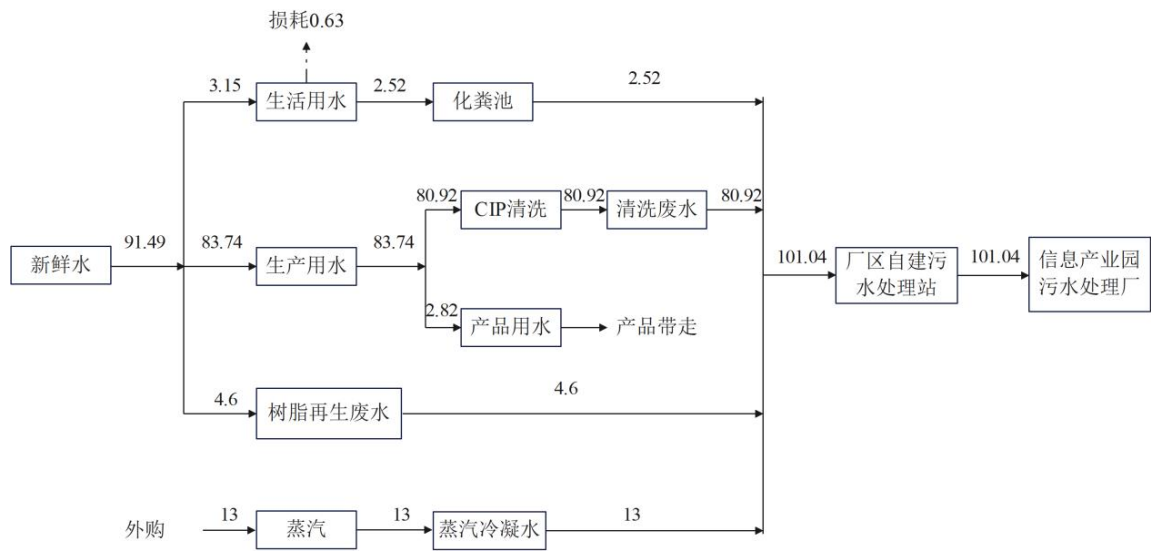 损耗0.63
3.15
生活用水
2.52
化粪池
2.52
80.92
CIP清洗
80.92
清洗废水
80.92
新鲜水
91.49
83.74
生产用水
83.74
101.04
厂区自建污
水处理站
101.04
信息产业园
污水处理厂
2.82
产品用水
产品带走
4.6
树脂再生废水
4.6
外购
13
蒸汽
13
蒸汽冷凝水
13